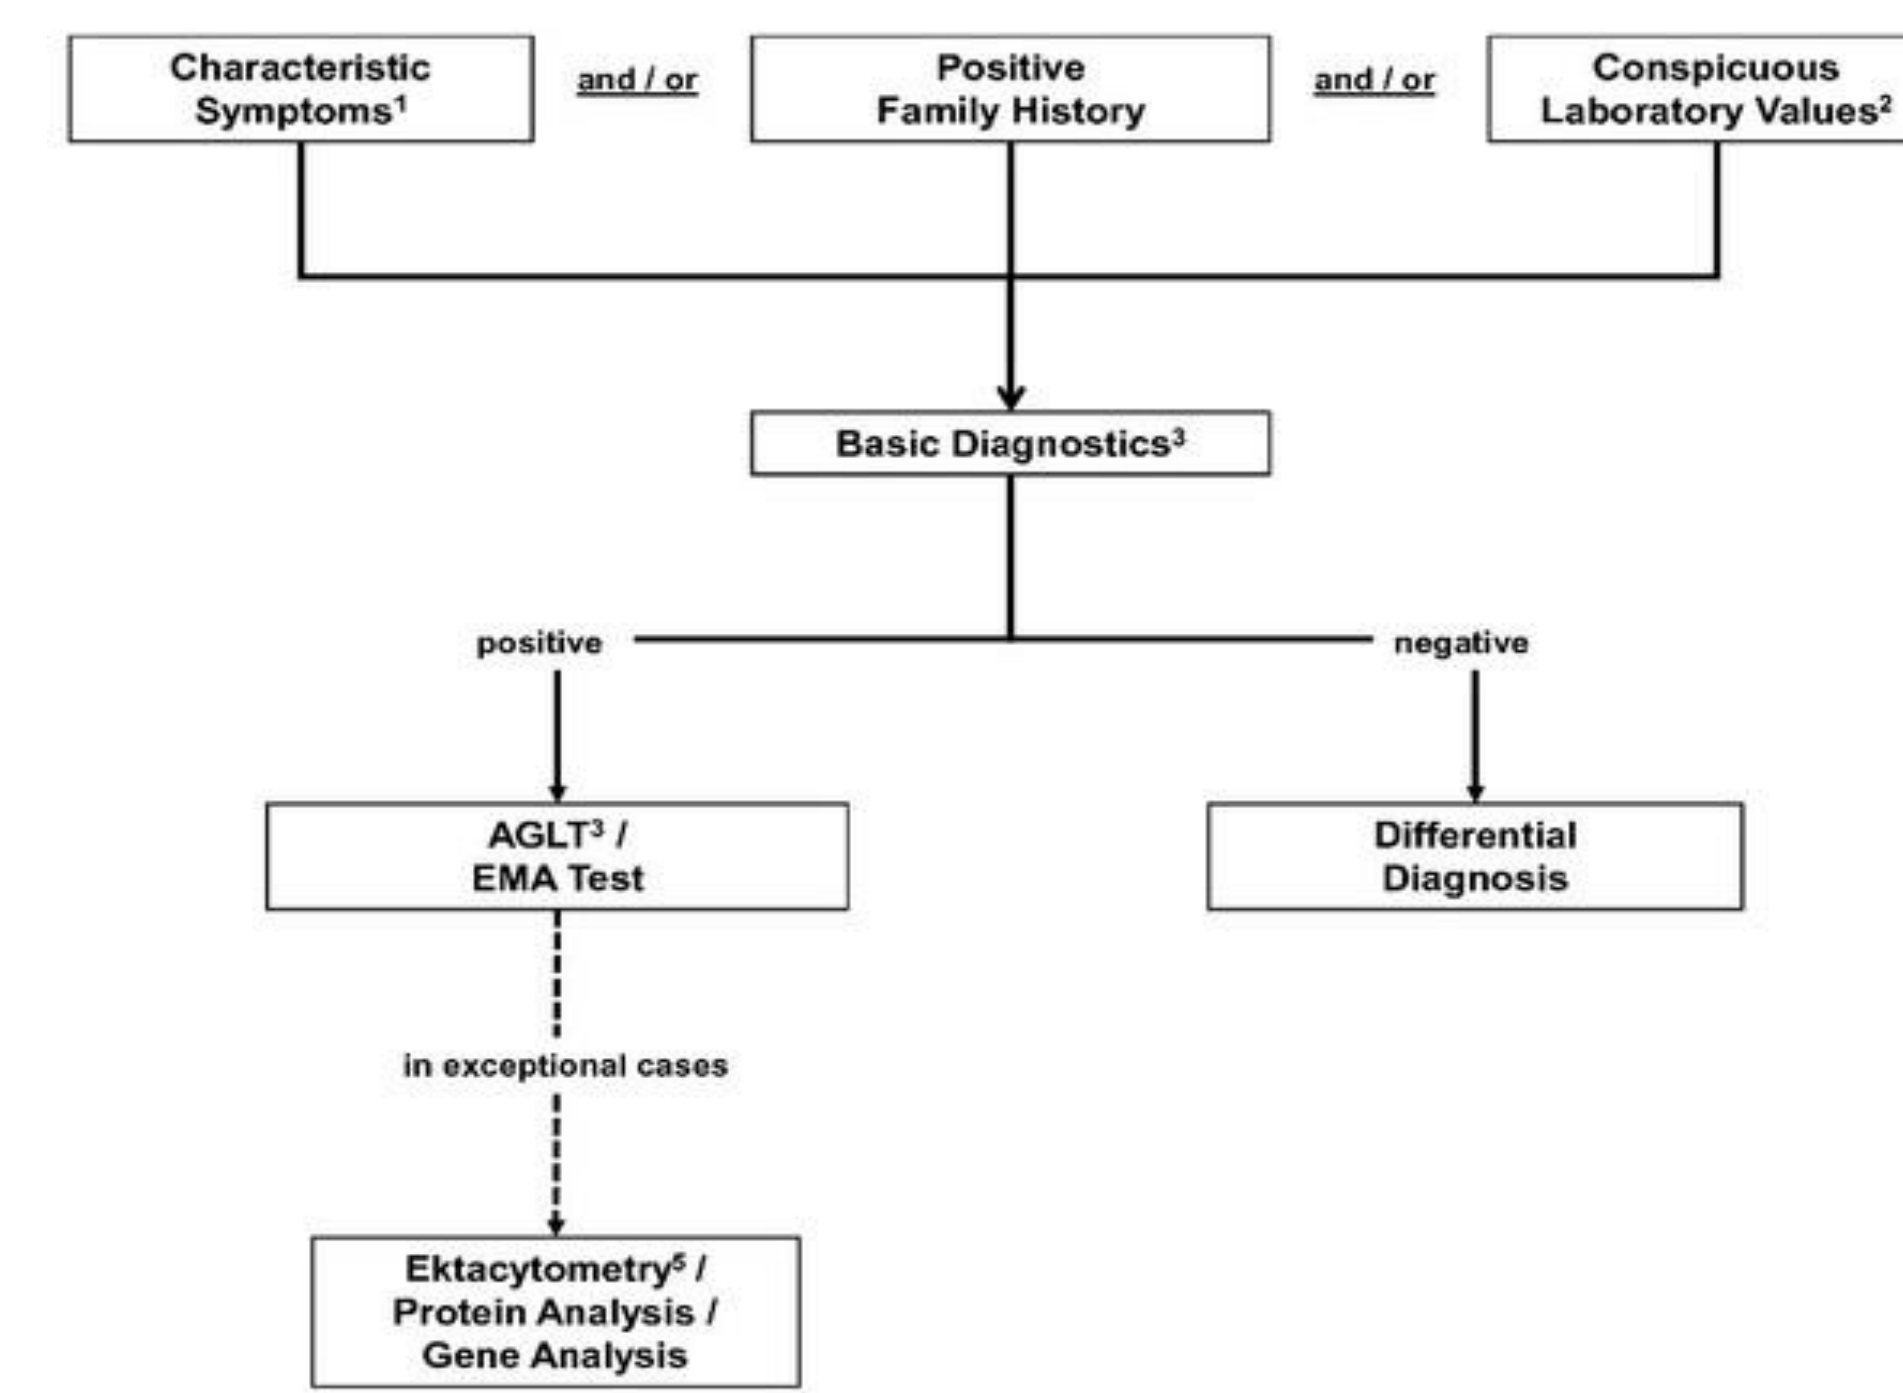 Characteristic
Symptoms¹
and / or
Positive
Family History
and / or
Conspicuous
Laboratory Values²
Basic Diagnostics³
positive
negative
AGLT³ /
EMA Test
Differential
Diagnosis
in exceptional cases
Ektacytometry⁵ /
Protein Analysis /
Gene Analysis